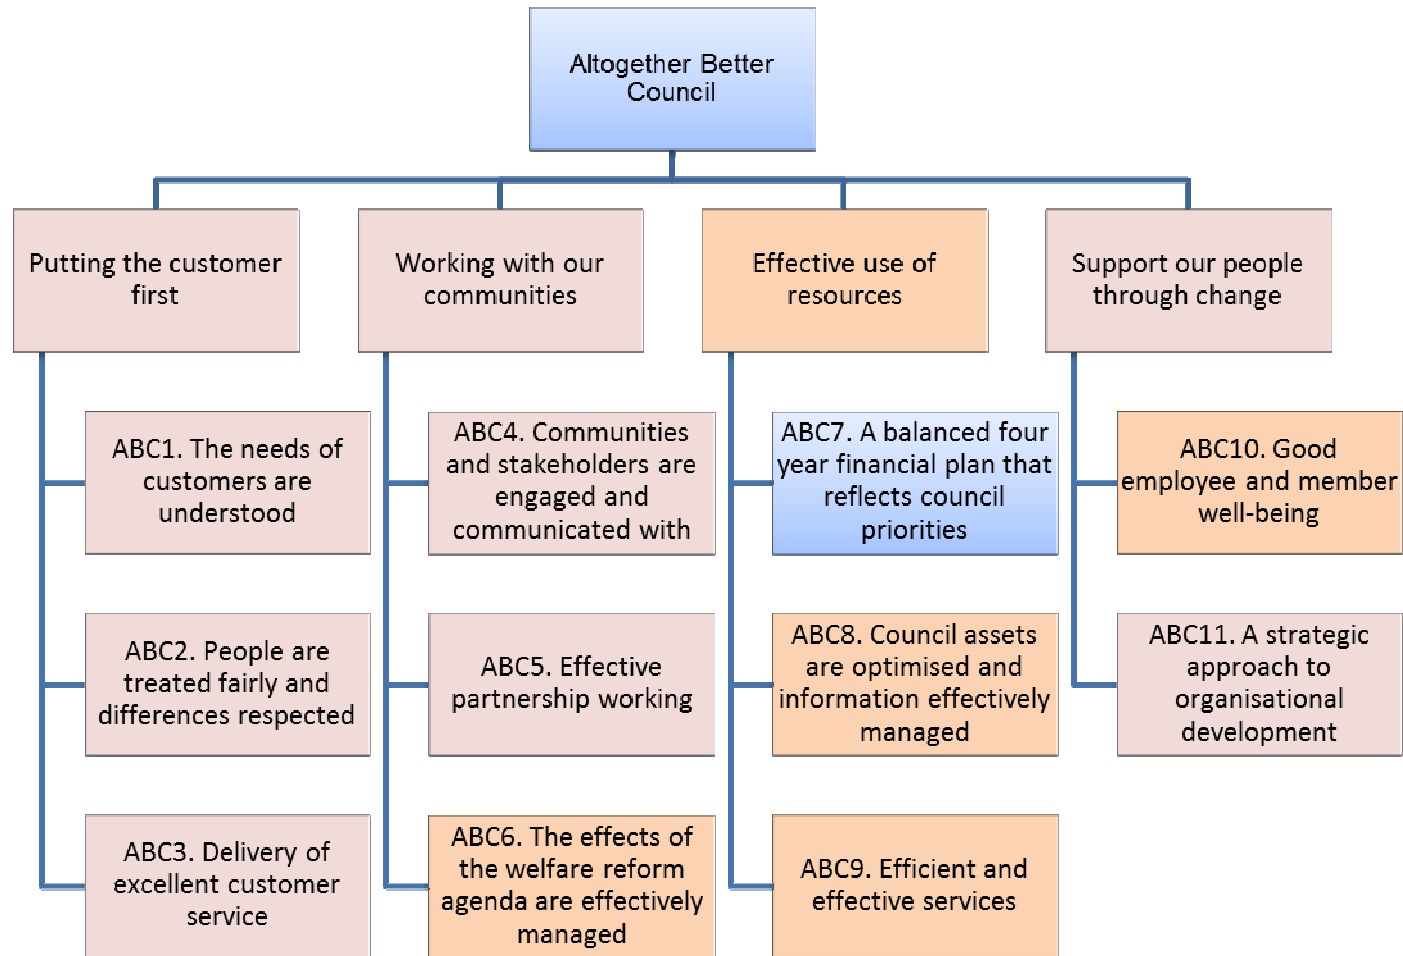 Altogether Better
Council
Putting the customer
first
Working with our
communities
Effective use of
resources
Support our people
through change
ABC1. The needs of
customers are
understood
ABC4. Communities
and stakeholders are
engaged and
communicated with
ABC7. A balanced four
year financial plan that
reflects council
priorities
ABC10. Good
employee and member
well-being
ABC2. People are
treated fairly and
differences respected
ABC5. Effective
partnership working
ABC8. Council assets
are optimised and
information effectively
managed
ABC11. A strategic
approach to
organisational
development
ABC3. Delivery of
excellent customer
service
ABC6. The effects of
the welfare reform
agenda are effectively
managed
ABC9. Efficient and
effective services